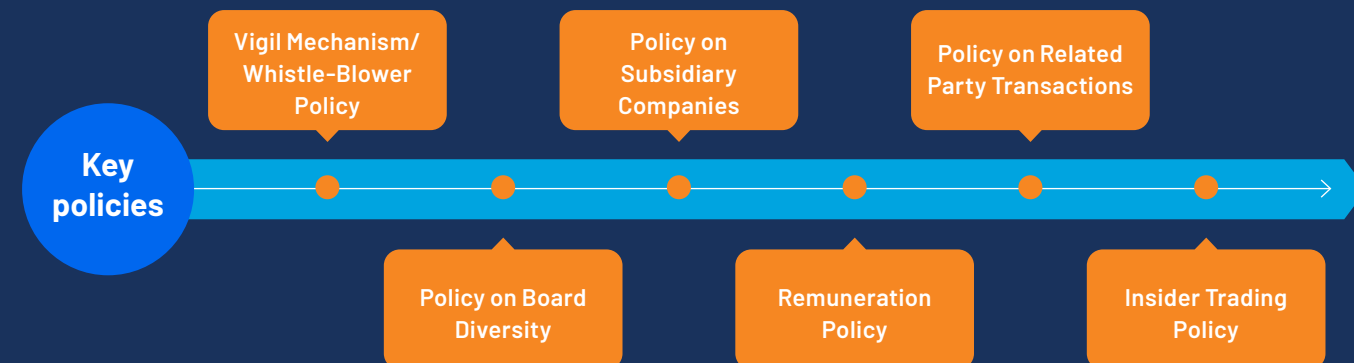 Vigil Mechanism/
Whistle-Blower
Policy
Policy on
Subsidiary
Companies
Policy on Related
Party Transactions
Key
policies
Policy on Board
Diversity
Remuneration
Policy
Insider Trading
Policy